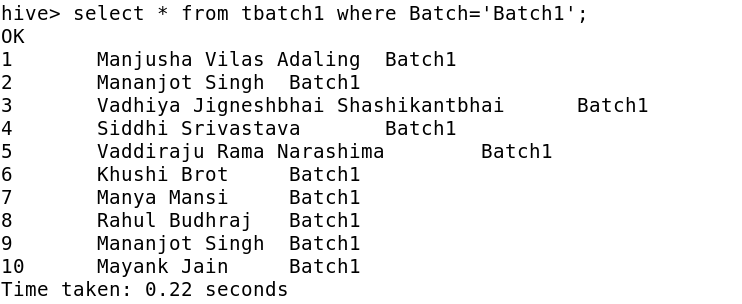 hive> select * from tbatch1 where Batch='Batch1';
OK
1	Manjusha Vilas Adaling	Batch1
2	Mananjot Singh	Batch1
3	Vadhiya Jigneshbhai Shashikantbhai	Batch1
4	Siddhi Srivastava	Batch1
5	Vaddiraju Rama Narashima	Batch1
6	Khushi Brot	Batch1
7	Manya Mansi	Batch1
8	Rahul Budhraj	Batch1
9	Mananjot Singh	Batch1
10	Mayank Jain	Batch1
Time taken: 0.22 seconds